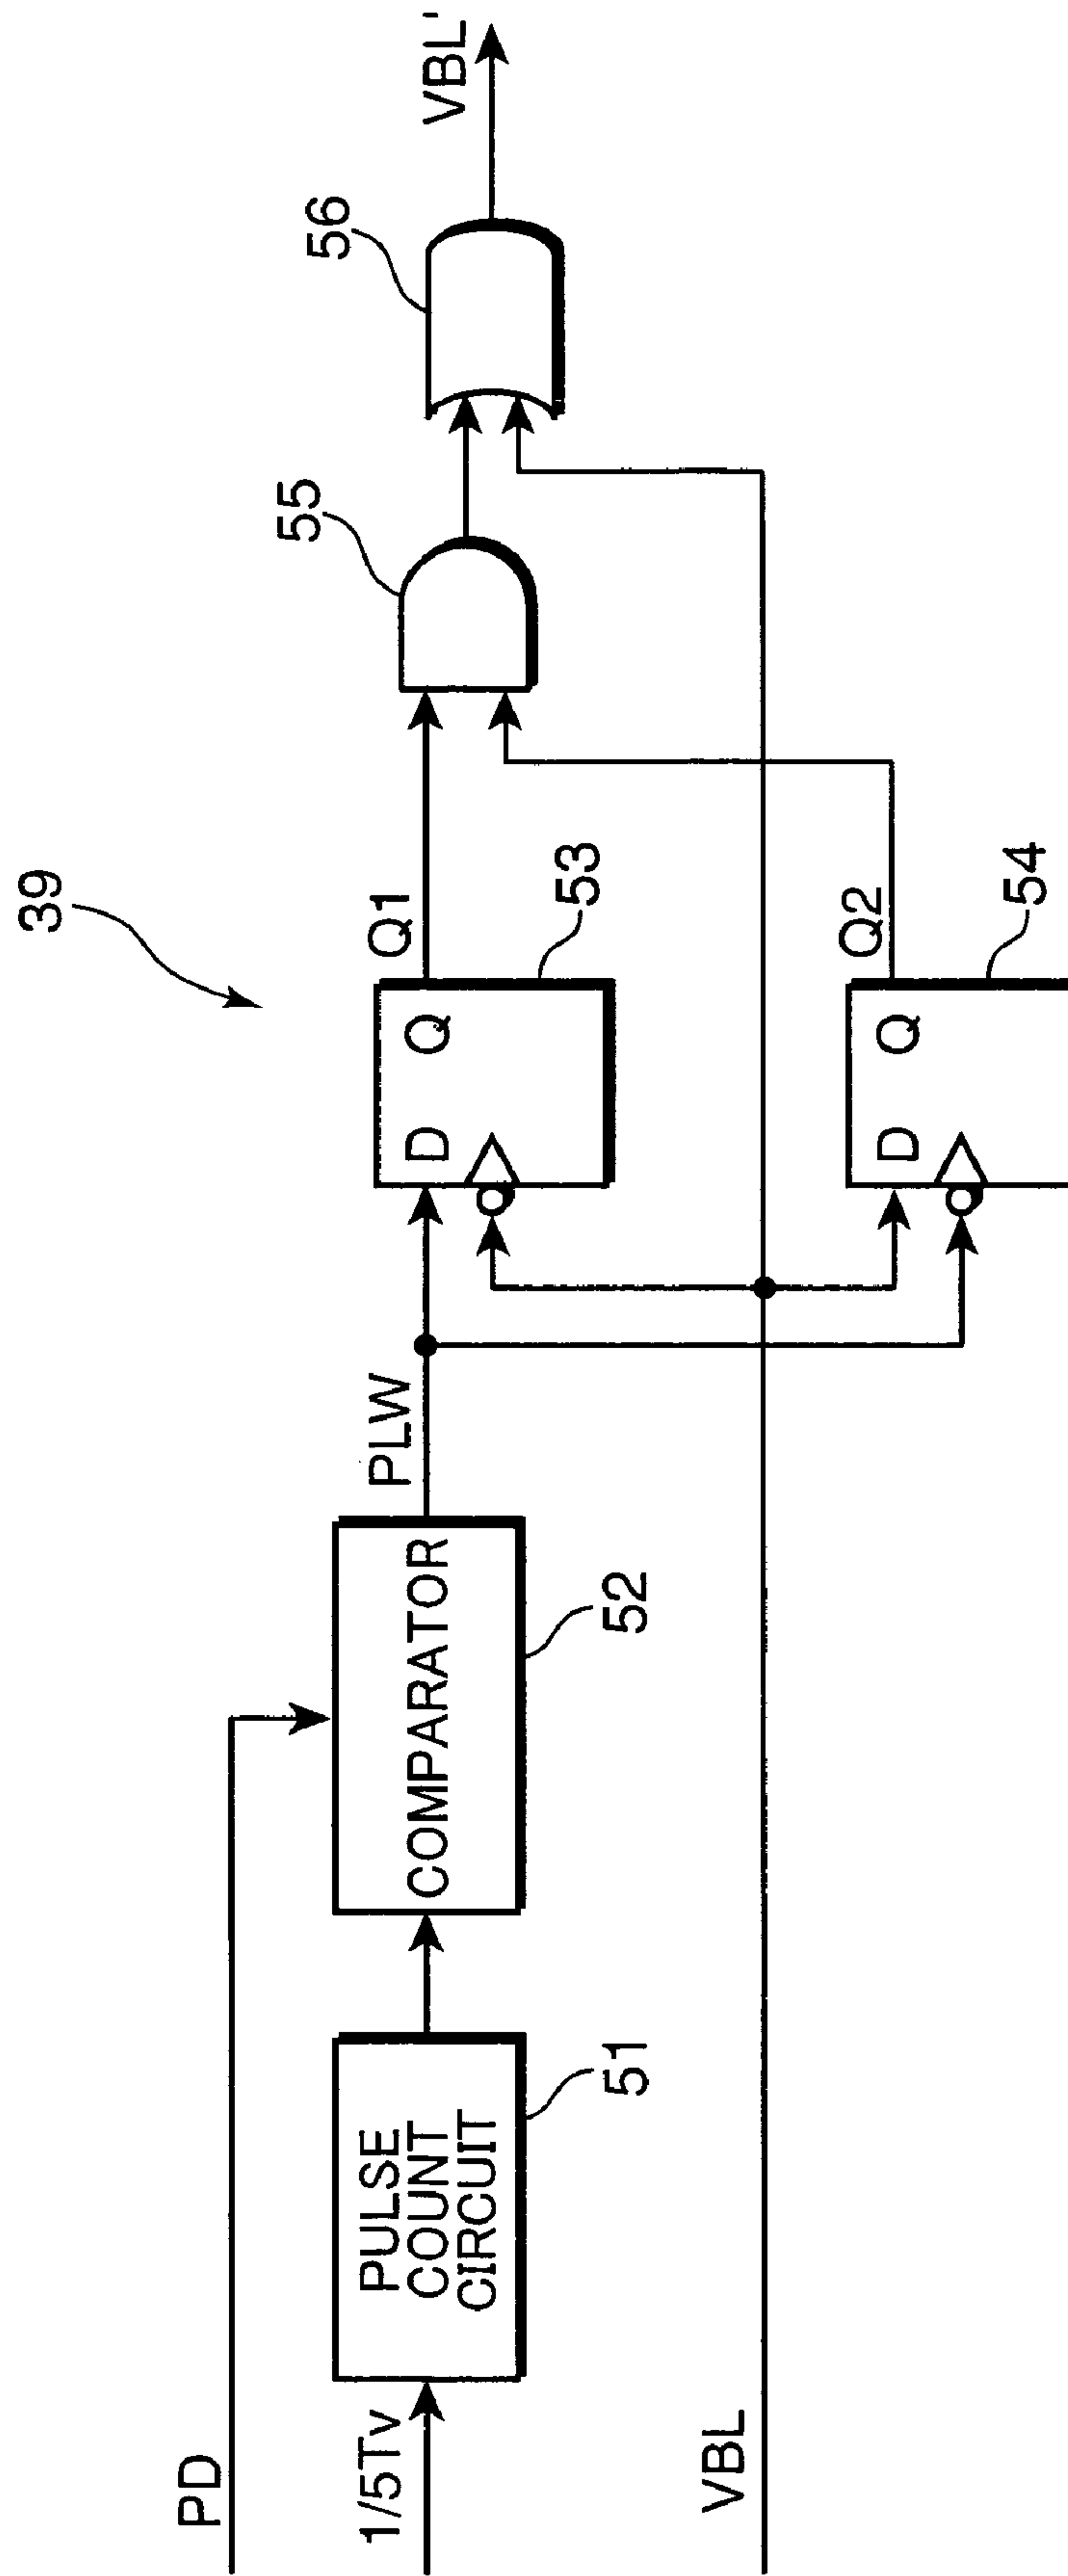 39
PD
1/5Tv
PULSE
COUNT
CIRCUIT
51
COMPARATOR
52
PLW
D
Q
Q1
53
55
56
VBL'
VBL
D
Q
Q2
54